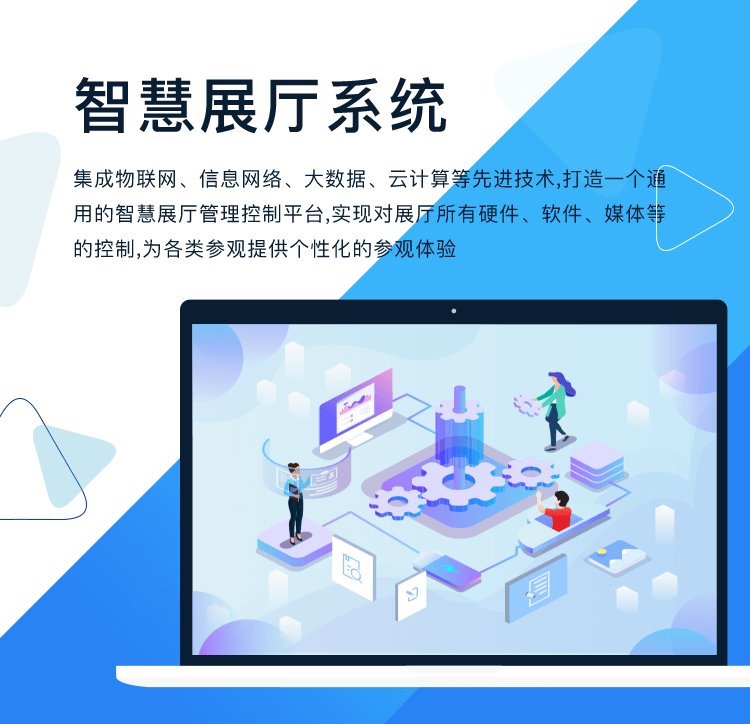 智慧展厅系统
集成物联网、信息网络、大数据、云计算等先进技术,打造一个通
用的智慧展厅管理控制平台,实现对展厅所有硬件、软件、媒体等
的控制,为各类参观提供个性化的参观体验